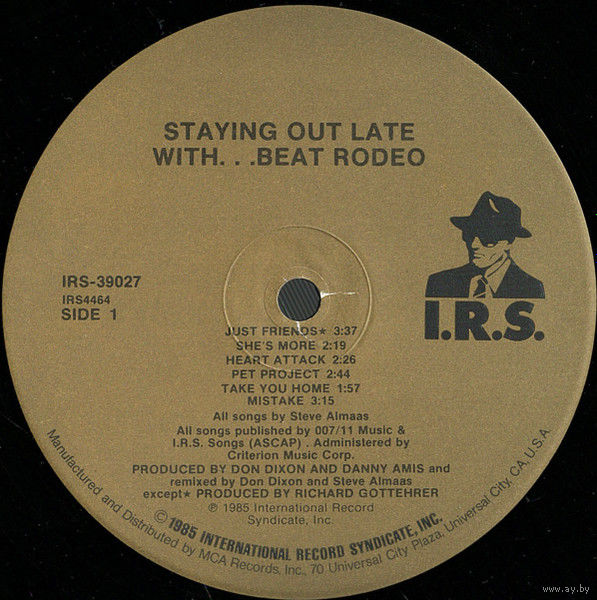 STAYING OUT LATE
WITH. . .BEAT RODEO
IRS-39027
IRS4464
SIDE 1
I.R.S.
JUST FRIENDS★ 3:37
SHE'S MORE 2:19
HEART ATTACK 2:26
PET PROJECT 2:44
TAKE YOU HOME 1:57
MISTAKE 3:15
All songs by Steve Almaas
All songs published by 007/11 Music &
I.R.S. Songs (ASCAP) . Administered by
Criterion Music Corp.
PRODUCED BY DON DIXON AND DANNY AMIS and
remixed by Don Dixon and Steve Almaas
except★ PRODUCED BY RICHARD GOTTEHRER
℗ 1985 International Record
Syndicate, Inc.
© 1985 INTERNATIONAL RECORD SYNDICATE, INC.
Manufactured and Distributed by MCA Records, Inc., 70 Universal City Plaza, Universal City, CA. U.S.A.
www.ay.by